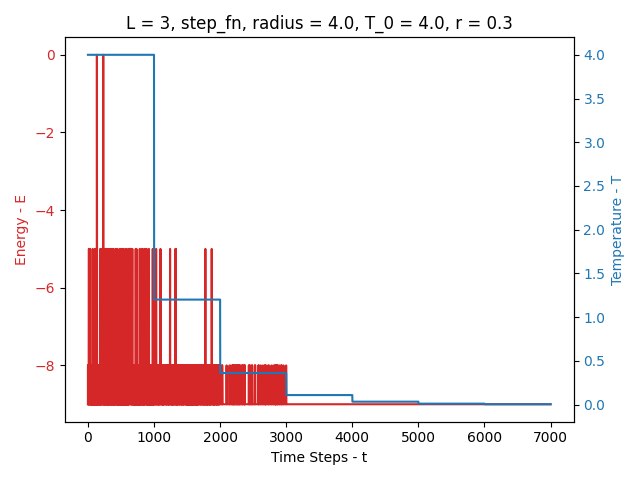 L = 3, step_fn, radius = 4.0, T_0 = 4.0, r = 0.3
0
−2
−4
−6
−8
Energy - E
4.0
3.5
3.0
2.5
2.0
1.5
1.0
0.5
0.0
Temperature - T
0 1000 2000 3000 4000 5000 6000 7000
Time Steps - t